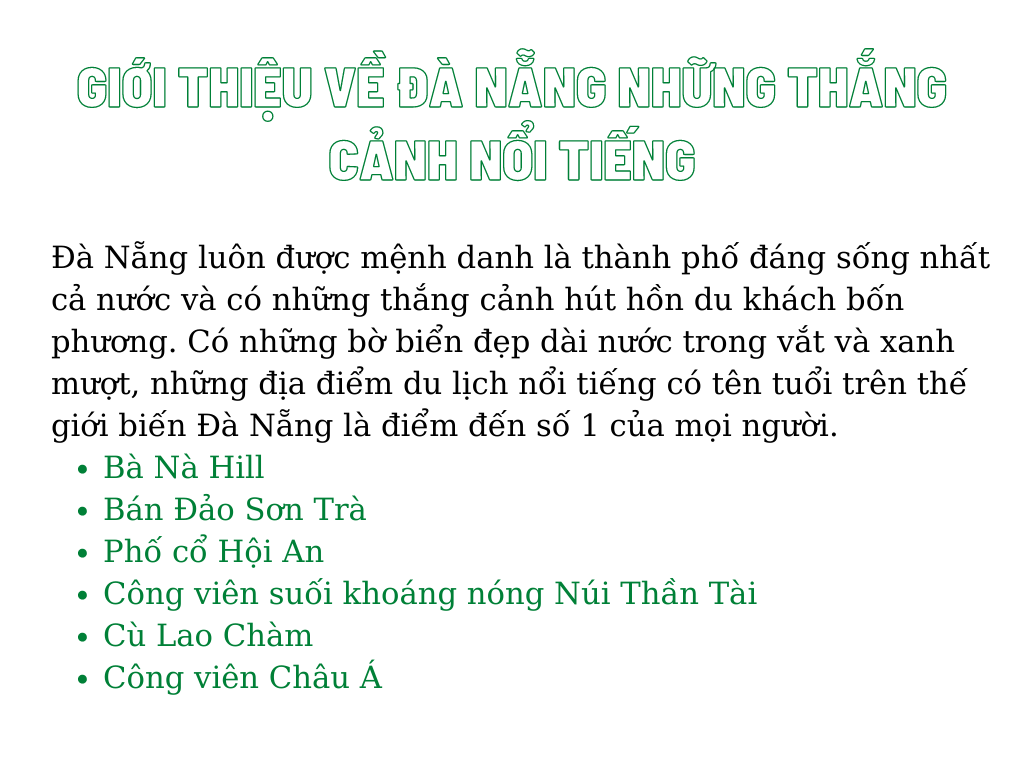 GIỚI THIỆU VỀ ĐÀ NẴNG NHỮNG THẮNG
CẢNH NỔI TIẾNG
Đà Nẵng luôn được mệnh danh là thành phố đáng sống nhất
cả nước và có những thắng cảnh hút hồn du khách bốn
phương. Có những bờ biển đẹp dài nước trong vắt và xanh
mượt, những địa điểm du lịch nổi tiếng có tên tuổi trên thế
giới biến Đà Nẵng là điểm đến số 1 của mọi người.
• Bà Nà Hill
• Bán Đảo Sơn Trà
• Phố cổ Hội An
• Công viên suối khoáng nóng Núi Thần Tài
• Cù Lao Chàm
• Công viên Châu Á